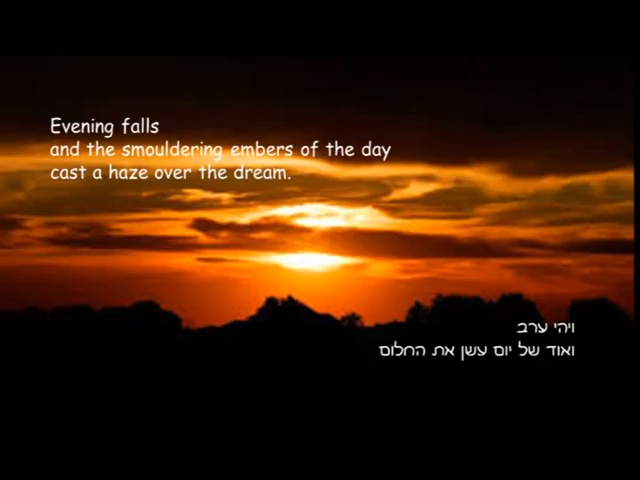 Evening falls
and the smouldering embers of the day
cast a haze over the dream.
ויהי ערב
ואוד של יום עשן את החלום